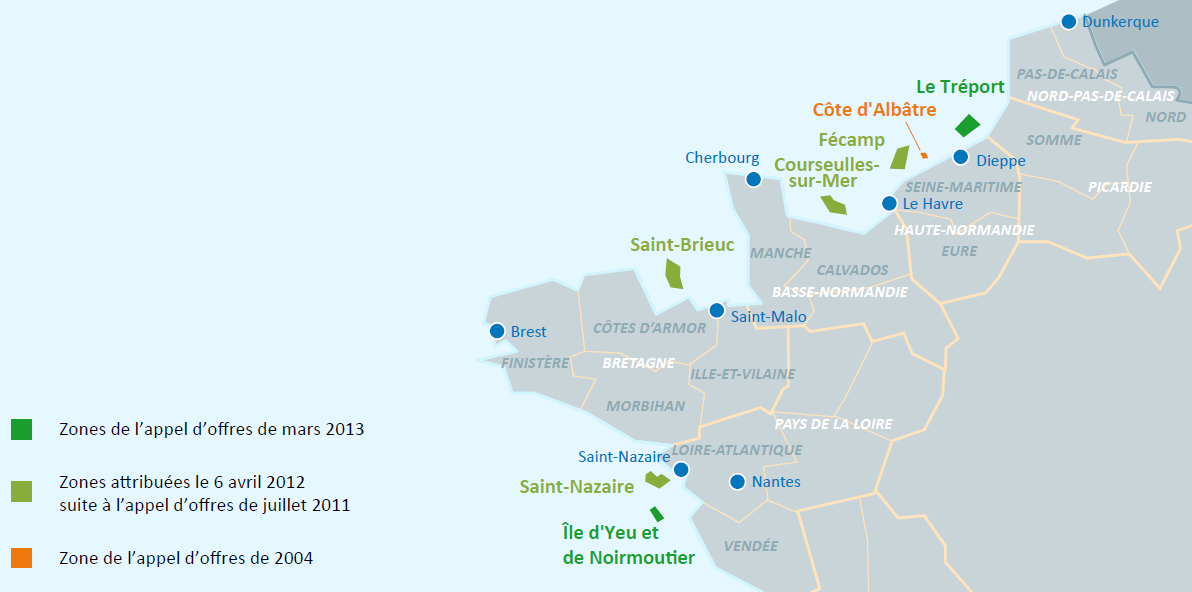 Dunkerque
PAS-DE-CALAIS
Le Tréport
NORD-PAS-DE-CALAIS
Côte d'Albâtre
NORD
Fécamp
SOMME
Cherbourg
Courseulles-
sur-Mer
Dieppe
SEINE-MARITIME
PICARDIE
Le Havre
HAUTE-NORMANDIE
Saint-Brieuc
MANCHE
EURE
CALVADOS
BASSE-NORMANDIE
Saint-Malo
Brest
CÔTES D’ARMOR
FINISTÈRE
BRETAGNE
ILLE-ET-VILAINE
MORBIHAN
PAYS DE LA LOIRE
Zones de l’appel d’offres de mars 2013
LOIRE-ATLANTIQUE
Saint-Nazaire
Zones attribuées le 6 avril 2012
suite à l’appel d’offres de juillet 2011
Saint-Nazaire
Nantes
Île d'Yeu et
de Noirmoutier
VENDÉE
Zone de l’appel d’offres de 2004